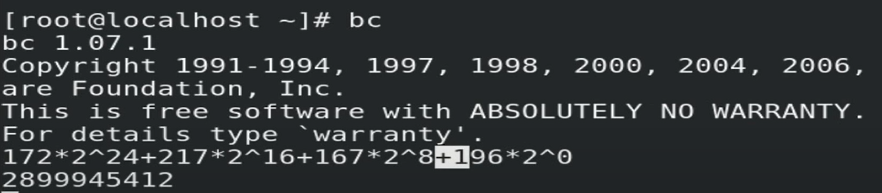 [root@localhost ~]# bc
bc 1.07.1
Copyright 1991-1994, 1997, 1998, 2000, 2004, 2006,
are Foundation, Inc.
This is free software with ABSOLUTELY NO WARRANTY.
For details type `warranty'.
172*2^24+217*2^16+167*2^8+196*2^0
2899945412